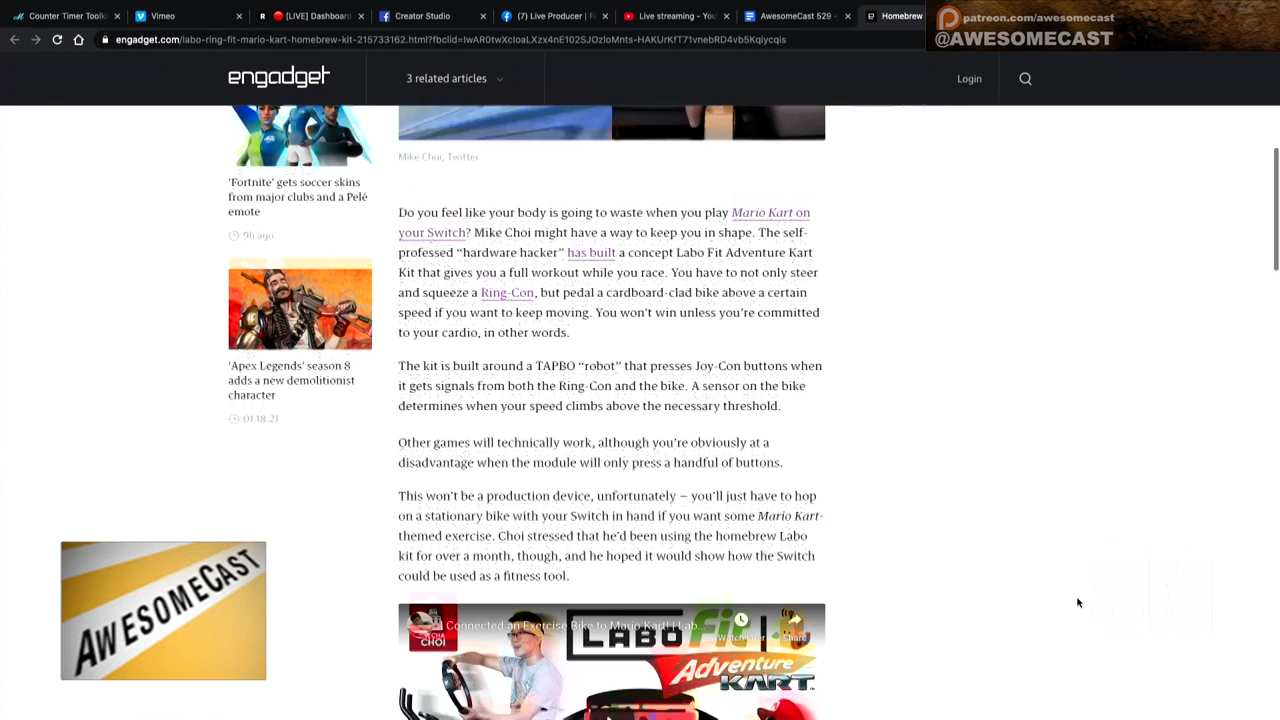 Counter Timer Toolki
Vimeo
[LIVE] Dashboard
Creator Studio
(7) Live Producer | F
Live streaming - You
AwesomeCast 529 -
Homebrew
patreon.com/awesomecast
@AWESOMECAST
engadget.com/labo-ring-fit-mario-kart-homebrew-kit-215733162.html
engadget
3 related articles
Login
'Fortnite' gets soccer skins
from major clubs and a Pelé
emote
9h ago
'Apex Legends' season 8
adds a new demolitionist
character
01.18.21
Mike Choi, Twitter
Do you feel like your body is going to waste when you play Mario Kart on
your Switch? Mike Choi might have a way to keep you in shape. The self-
professed “hardware hacker” has built a concept Labo Fit Adventure Kart
Kit that gives you a full workout while you race. You have to not only steer
and squeeze a Ring-Con, but pedal a cardboard-clad bike above a certain
speed if you want to keep moving. You won’t win unless you’re committed
to your cardio, in other words.
The kit is built around a TAPBO “robot” that presses Joy-Con buttons when
it gets signals from both the Ring-Con and the bike. A sensor on the bike
determines when your speed climbs above the necessary threshold.
Other games will technically work, although you’re obviously at a
disadvantage when the module will only press a handful of buttons.
This won’t be a production device, unfortunately – you’ll just have to hop
on a stationary bike with your Switch in hand if you want some Mario Kart-
themed exercise. Choi stressed that he’d been using the homebrew Labo
kit for over a month, though, and he hoped it would show how the Switch
could be used as a fitness tool.
I Connected an Exercise Bike to Mario Kart! | Lab...
Watch later
Share
CHOI
LABO Fit
Adventure
KART
AWESOMECAST